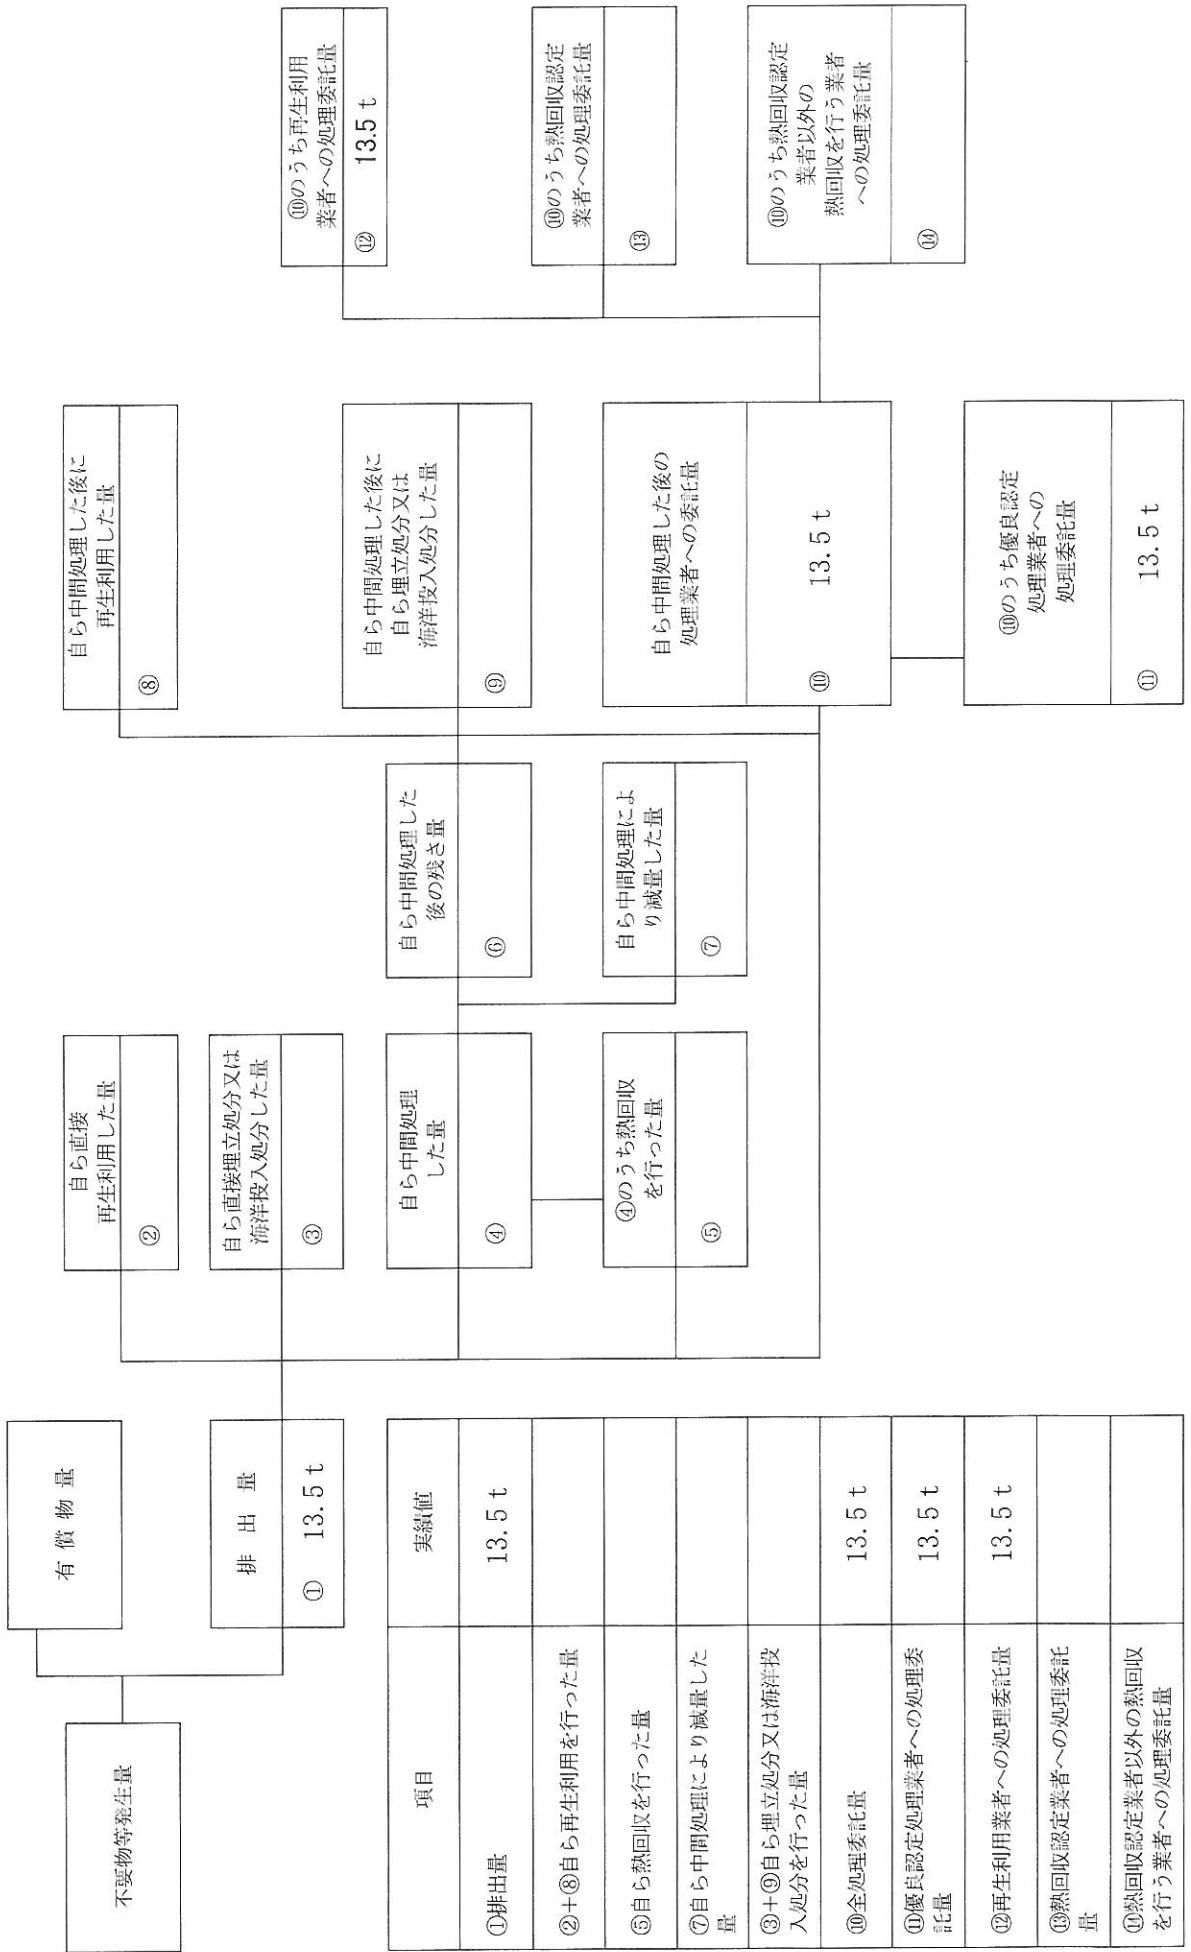 不要物等発生量
有償物量
排出量
① 13.5 t
自ら直接
再生利用した量
②
自ら直接埋立処分又は
海洋投入処分した量
③
自ら中間処理
した量
④
④のうち熱回収
を行った量
⑤
自ら中間処理した
後の残さ量
⑥
自ら中間処理によ
り減量した量
⑦
自ら中間処理した後に
再生利用した量
⑧
自ら中間処理した後に
自ら埋立処分又は
海洋投入処分した量
⑨
自ら中間処理した後の
処理業者への委託量
⑩ 13.5 t
⑩のうち優良認定
処理業者への
処理委託量
⑪ 13.5 t
⑩のうち再生利用
業者への処理委託量
⑫ 13.5 t
⑩のうち熱回収認定
業者への処理委託量
⑬
⑩のうち熱回収認定
業者以外の
熱回収を行う業者
への処理委託量
⑭
項目 実績値
①排出量 13.5 t
②+⑧自ら再生利用を行った量
⑤自ら熱回収を行った量
⑦自ら中間処理により減量した
量
③+⑨自ら埋立処分又は海洋投
入処分を行った量
⑩全処理委託量 13.5 t
⑪優良認定処理業者への処理委
託量 13.5 t
⑫再生利用業者への処理委託量 13.5 t
⑬熱回収認定業者への処理委託
量
⑭熱回収認定業者以外の熱回収
を行う業者への処理委託量